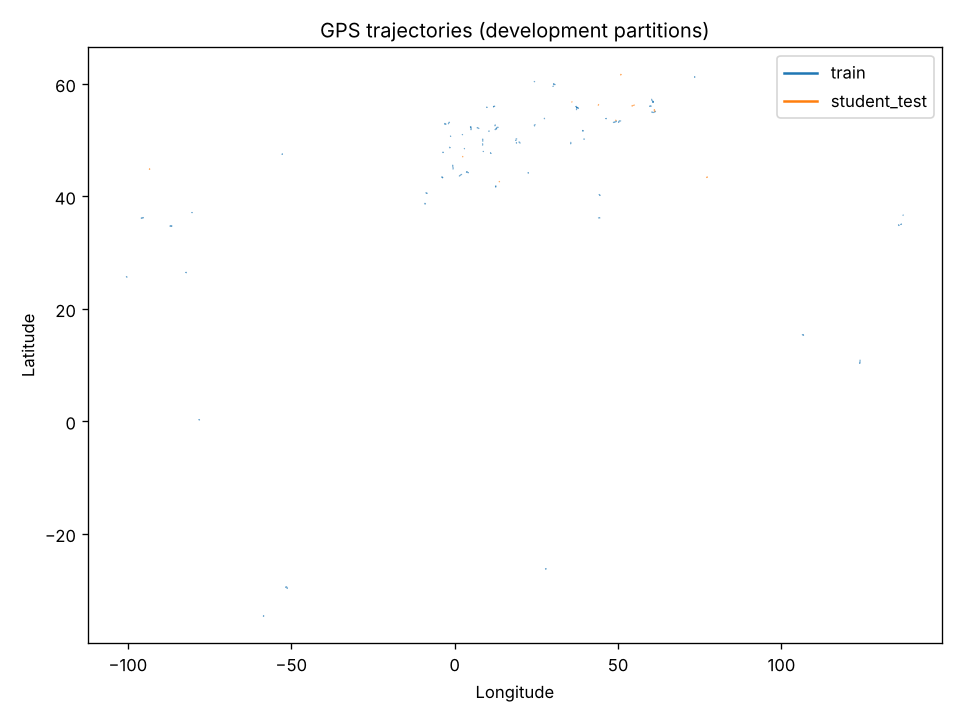 GPS trajectories (development partitions)
train
student_test
60
40
20
0
−20
Latitude
−100
−50
0
50
100
Longitude